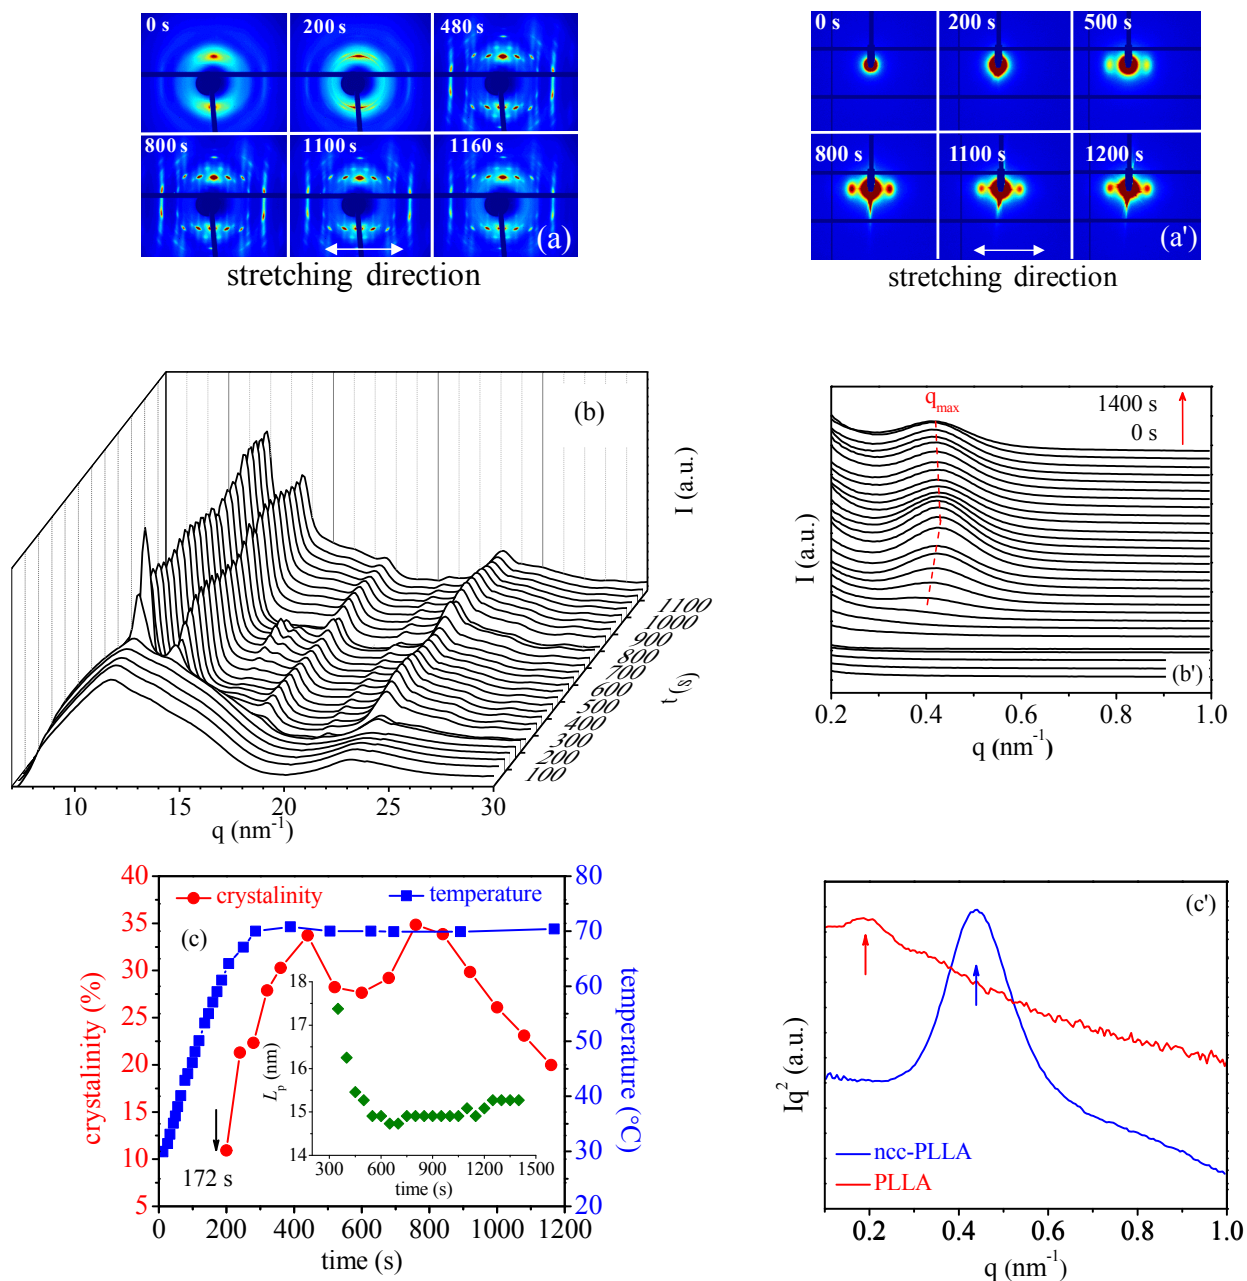 0 s 200 s 480 s
800 s 1100 s 1160 s
(a)
stretching direction
0 s 200 s 500 s
800 s 1100 s 1200 s
(a')
stretching direction
(b)
I (a.u.)
1100
1000
900
800
700
600
500
400
300
200
100
t (s)
10 15 20 25 30
q (nm-1)
qmax
1400 s
0 s
I (a.u.)
(b')
0.2 0.4 0.6 0.8 1.0
q (nm-1)
40
35
30
25
20
15
10
5
crystalinity (%)
crystalinity
temperature
(c)
172 s
18
17
16
15
14
Lp (nm)
300 600 900 1200 1500
time (s)
80
70
60
50
40
30
20
temperature (°C)
0 200 400 600 800 1000 1200
time (s)
(c')
Iq2 (a.u.)
ncc-PLLA
PLLA
0.2 0.4 0.6 0.8 1.0
q (nm-1)